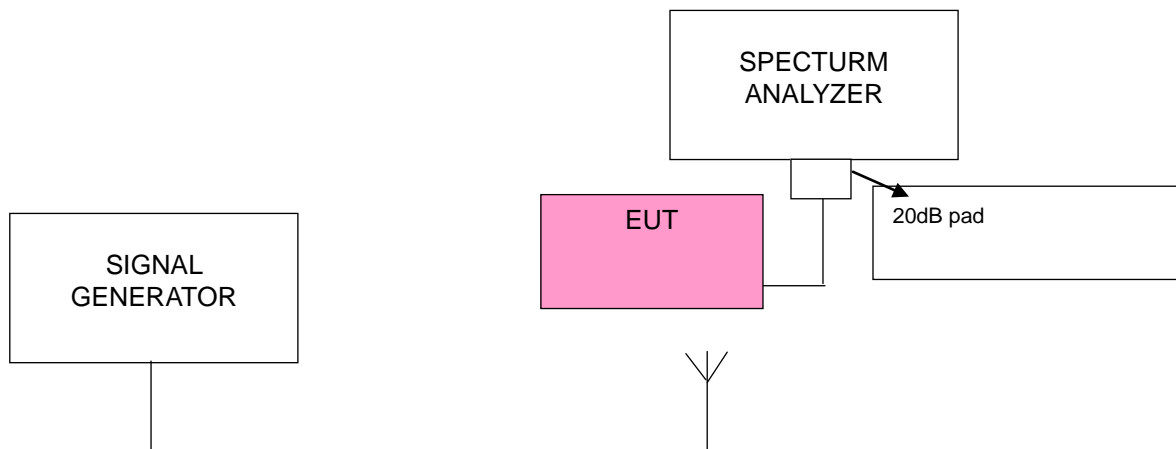 SPECTURM
ANALYZER
20dB pad
EUT
SIGNAL
GENERATOR